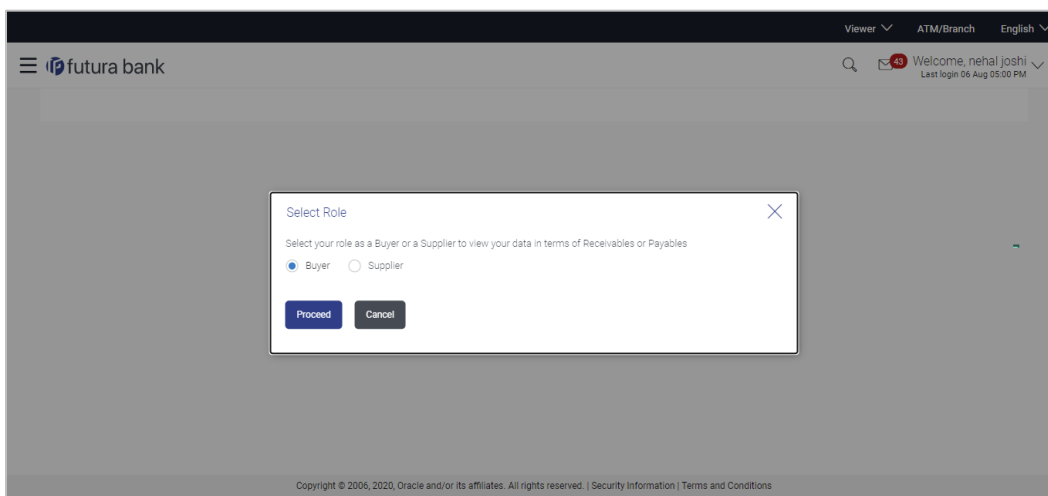 Viewer ATM/Branch English
futura bank 43 Welcome, nehal joshi
Last login 06 Aug 05:00 PM
Select Role
Select your role as a Buyer or a Supplier to view your data in terms of Receivables or Payables
Buyer Supplier
Proceed Cancel
Copyright © 2006, 2020, Oracle and/or its affiliates. All rights reserved. | Security Information | Terms and Conditions